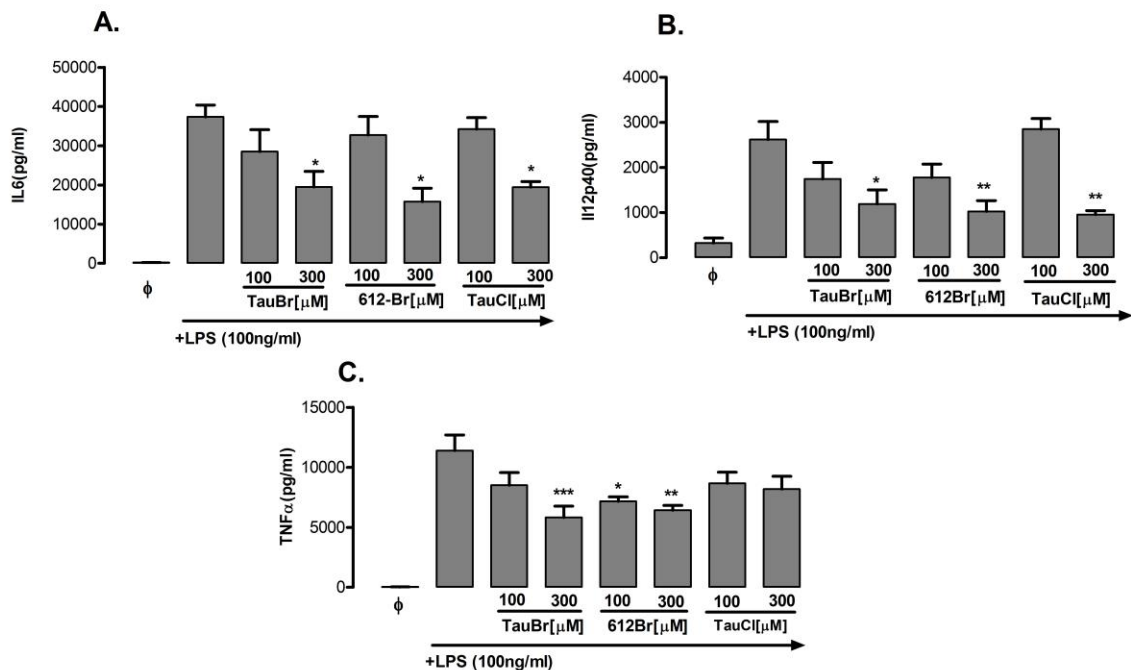 A.
IL6(pg/ml)
50000
40000
30000
20000
10000
0
* * *
ϕ 100 300 100 300 100 300
TauBr[μM] 612-Br[μM] TauCl[μM]
+LPS (100ng/ml)
B.
Il12p40(pg/ml)
4000
3000
2000
1000
0
* ** **
ϕ 100 300 100 300 100 300
TauBr[μM] 612Br[μM] TauCl[μM]
+LPS (100ng/ml)
C.
TNFα(pg/ml)
15000
10000
5000
0
*** * **
ϕ 100 300 100 300 100 300
TauBr[μM] 612Br[μM] TauCl[μM]
+LPS (100ng/ml)